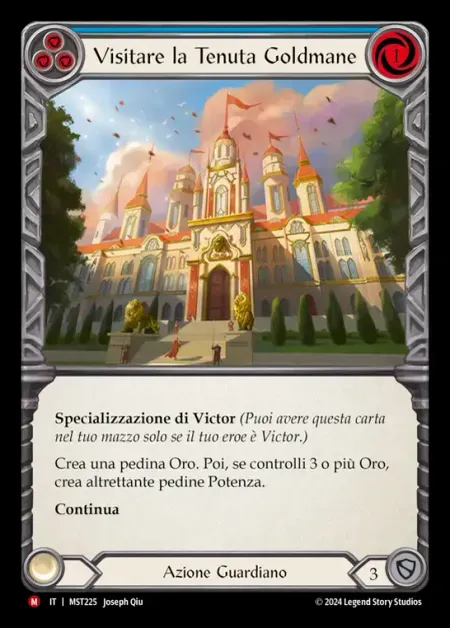 Visitare la Tenuta Goldmane
1
Specializzazione di Victor (Puoi avere questa carta
nel tuo mazzo solo se il tuo eroe è Victor.)
Crea una pedina Oro. Poi, se controlli 3 o più Oro,
crea altrettante pedine Potenza.
Continua
Azione Guardiano
3
M IT | MST225 Joseph Qiu
© 2024 Legend Story Studios